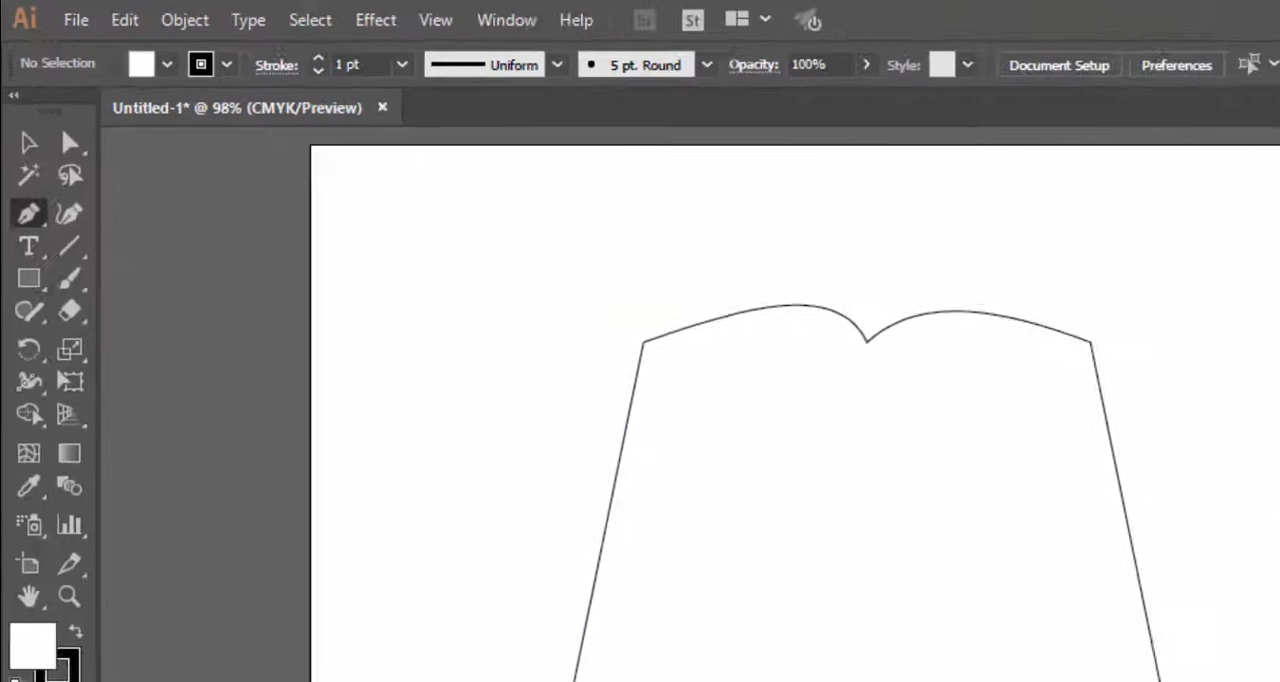 Ai File Edit Object Type Select Effect View Window Help Br St
No Selection Stroke: 1 pt Uniform 5 pt. Round Opacity: 100% Style: Document Setup Preferences
Untitled-1* @ 98% (CMYK/Preview) ×
T